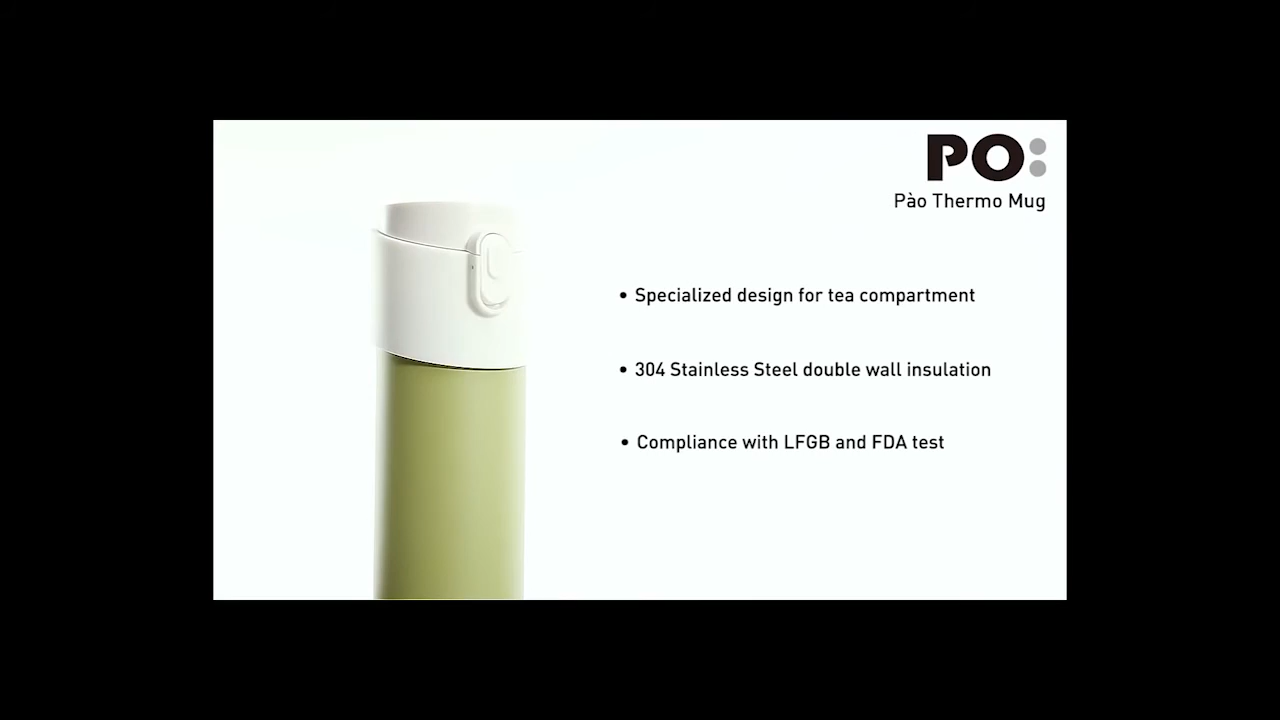 PO:
Pào Thermo Mug
• Specialized design for tea compartment
• 304 Stainless Steel double wall insulation
• Compliance with LFGB and FDA test